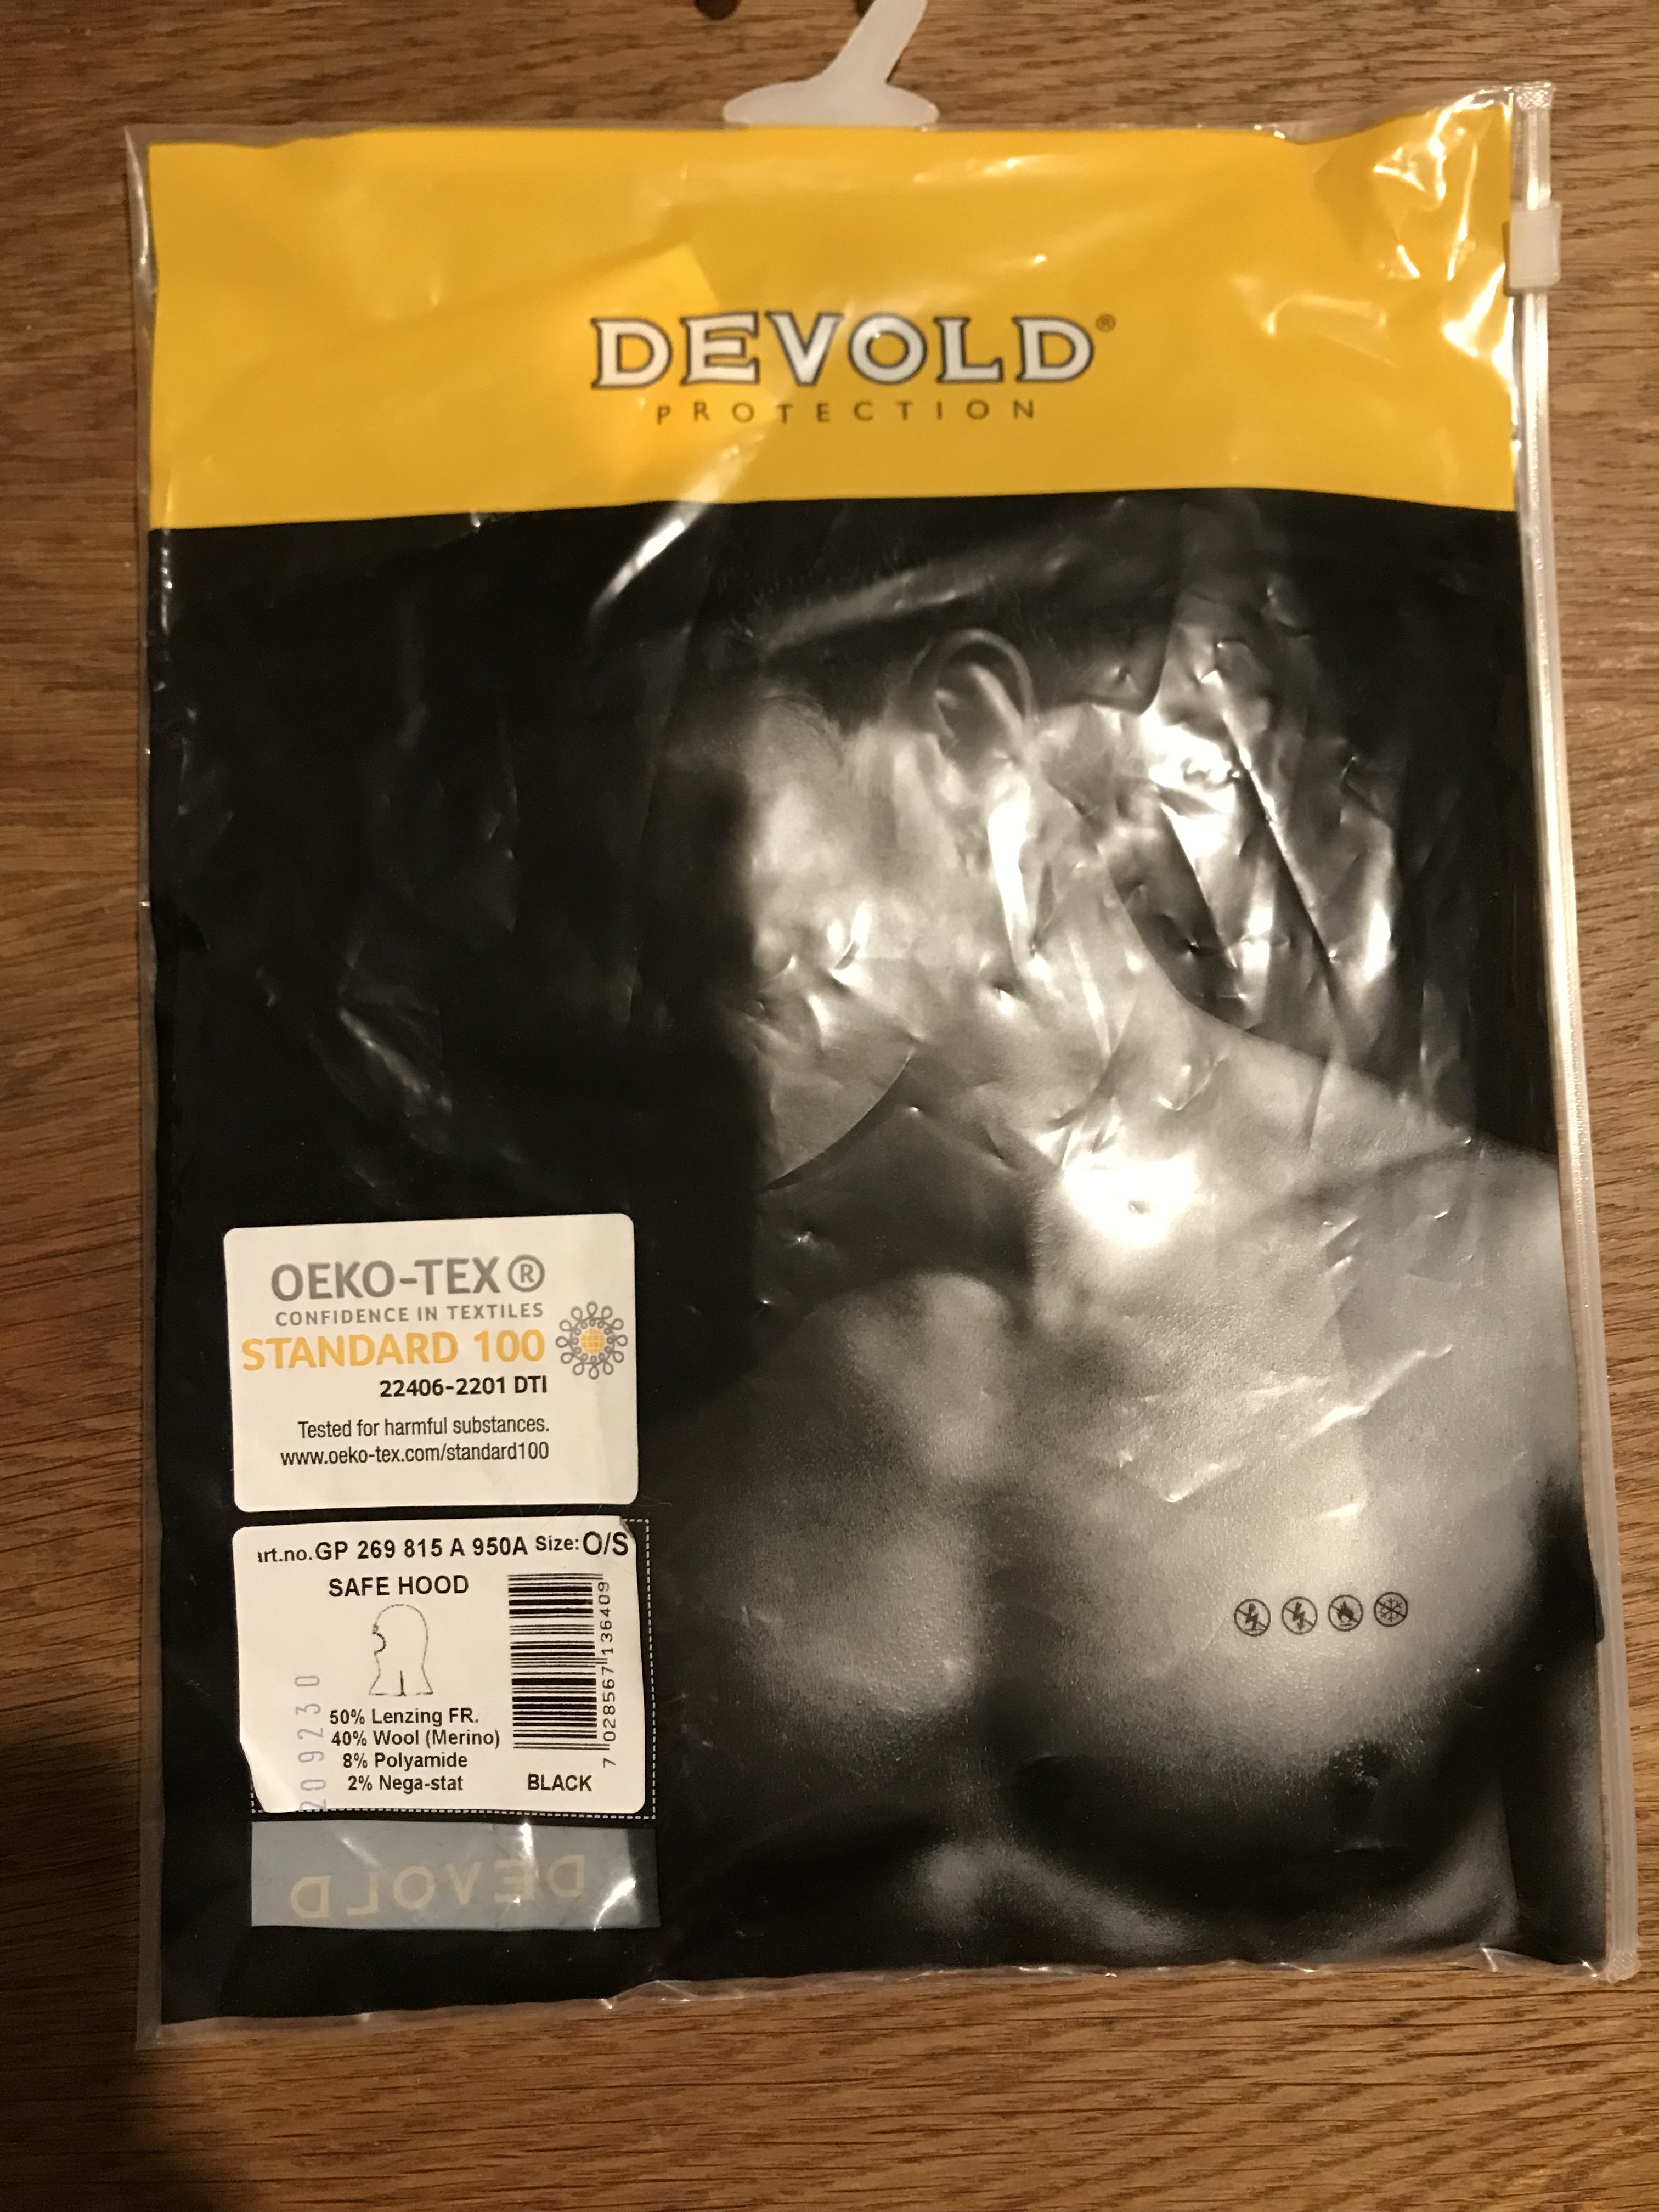 DEVOLD®
PROTECTION
OEKO-TEX®
CONFIDENCE IN TEXTILES
STANDARD 100
22406-2201 DTI
Tested for harmful substances.
www.oeko-tex.com/standard100
art.no.GP 269 815 A 950A Size:O/S
SAFE HOOD
50% Lenzing FR.
40% Wool (Merino)
8% Polyamide
2% Nega-stat
BLACK
7 028567 136409
209230
DEVOLD